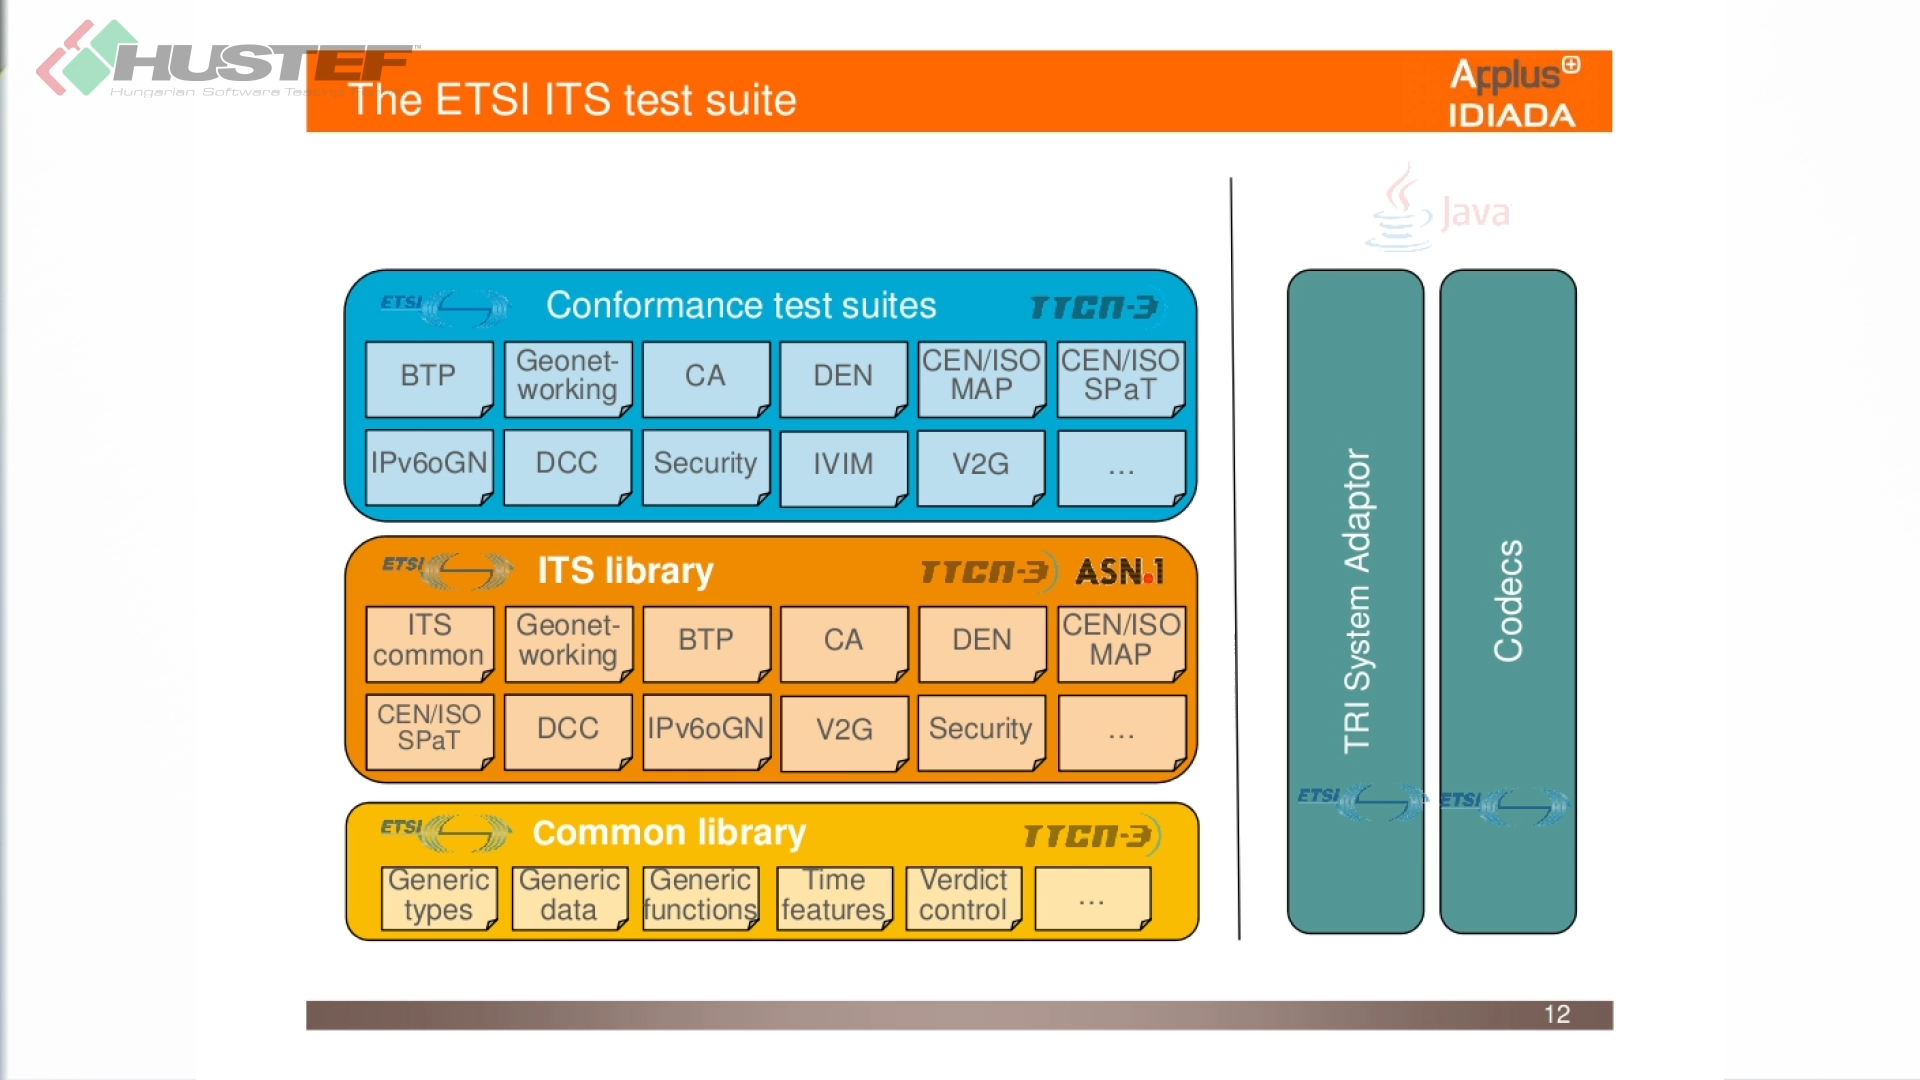 HUSTEF
Hungarian Software Testing
The ETSI ITS test suite
Applus+
IDIADA
Java
ETSI
Conformance test suites
TTCN-3
BTP
Geonet-
working
CA
DEN
CEN/ISO
MAP
CEN/ISO
SPaT
IPv6oGN
DCC
Security
IVIM
V2G
...
ETSI
ITS library
TTCN-3
ASN.1
ITS
common
Geonet-
working
BTP
CA
DEN
CEN/ISO
MAP
CEN/ISO
SPaT
DCC
IPv6oGN
V2G
Security
...
ETSI
Common library
TTCN-3
Generic
types
Generic
data
Generic
functions
Time
features
Verdict
control
...
TRI System Adaptor
ETSI
Codecs
ETSI
12